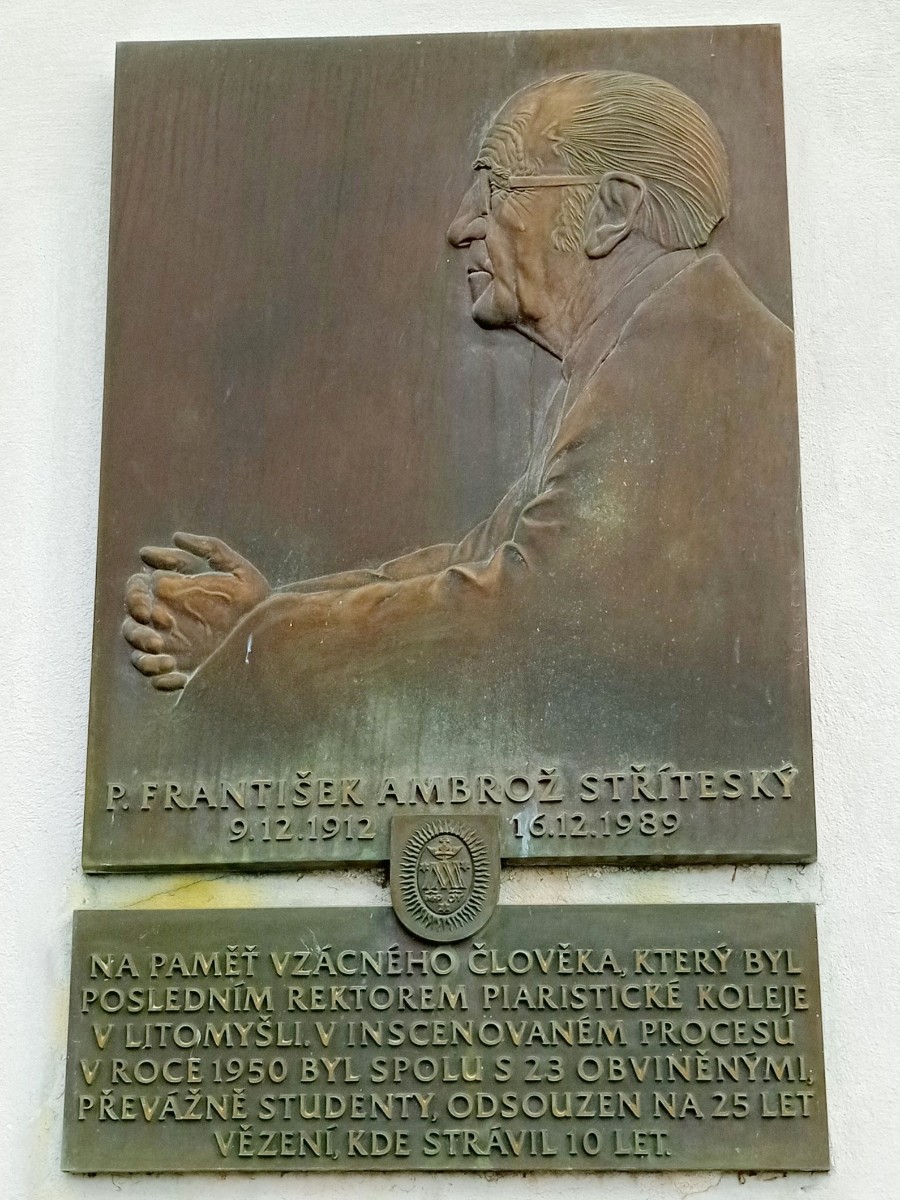 P. FRANTIŠEK AMBROŽ STŘÍTESKÝ
9.12.1912 16.12.1989
NA PAMĚŤ VZÁCNÉHO ČLOVĚKA, KTERÝ BYL
POSLEDNÍM REKTOREM PIARISTICKÉ KOLEJE
V LITOMYŠLI. V INSCENOVANÉM PROCESU
V ROCE 1950 BYL SPOLU S 23 OBVINĚNÝMI,
PŘEVÁŽNĚ STUDENTY, ODSOUZEN NA 25 LET
VĚZENÍ, KDE STRÁVIL 10 LET.